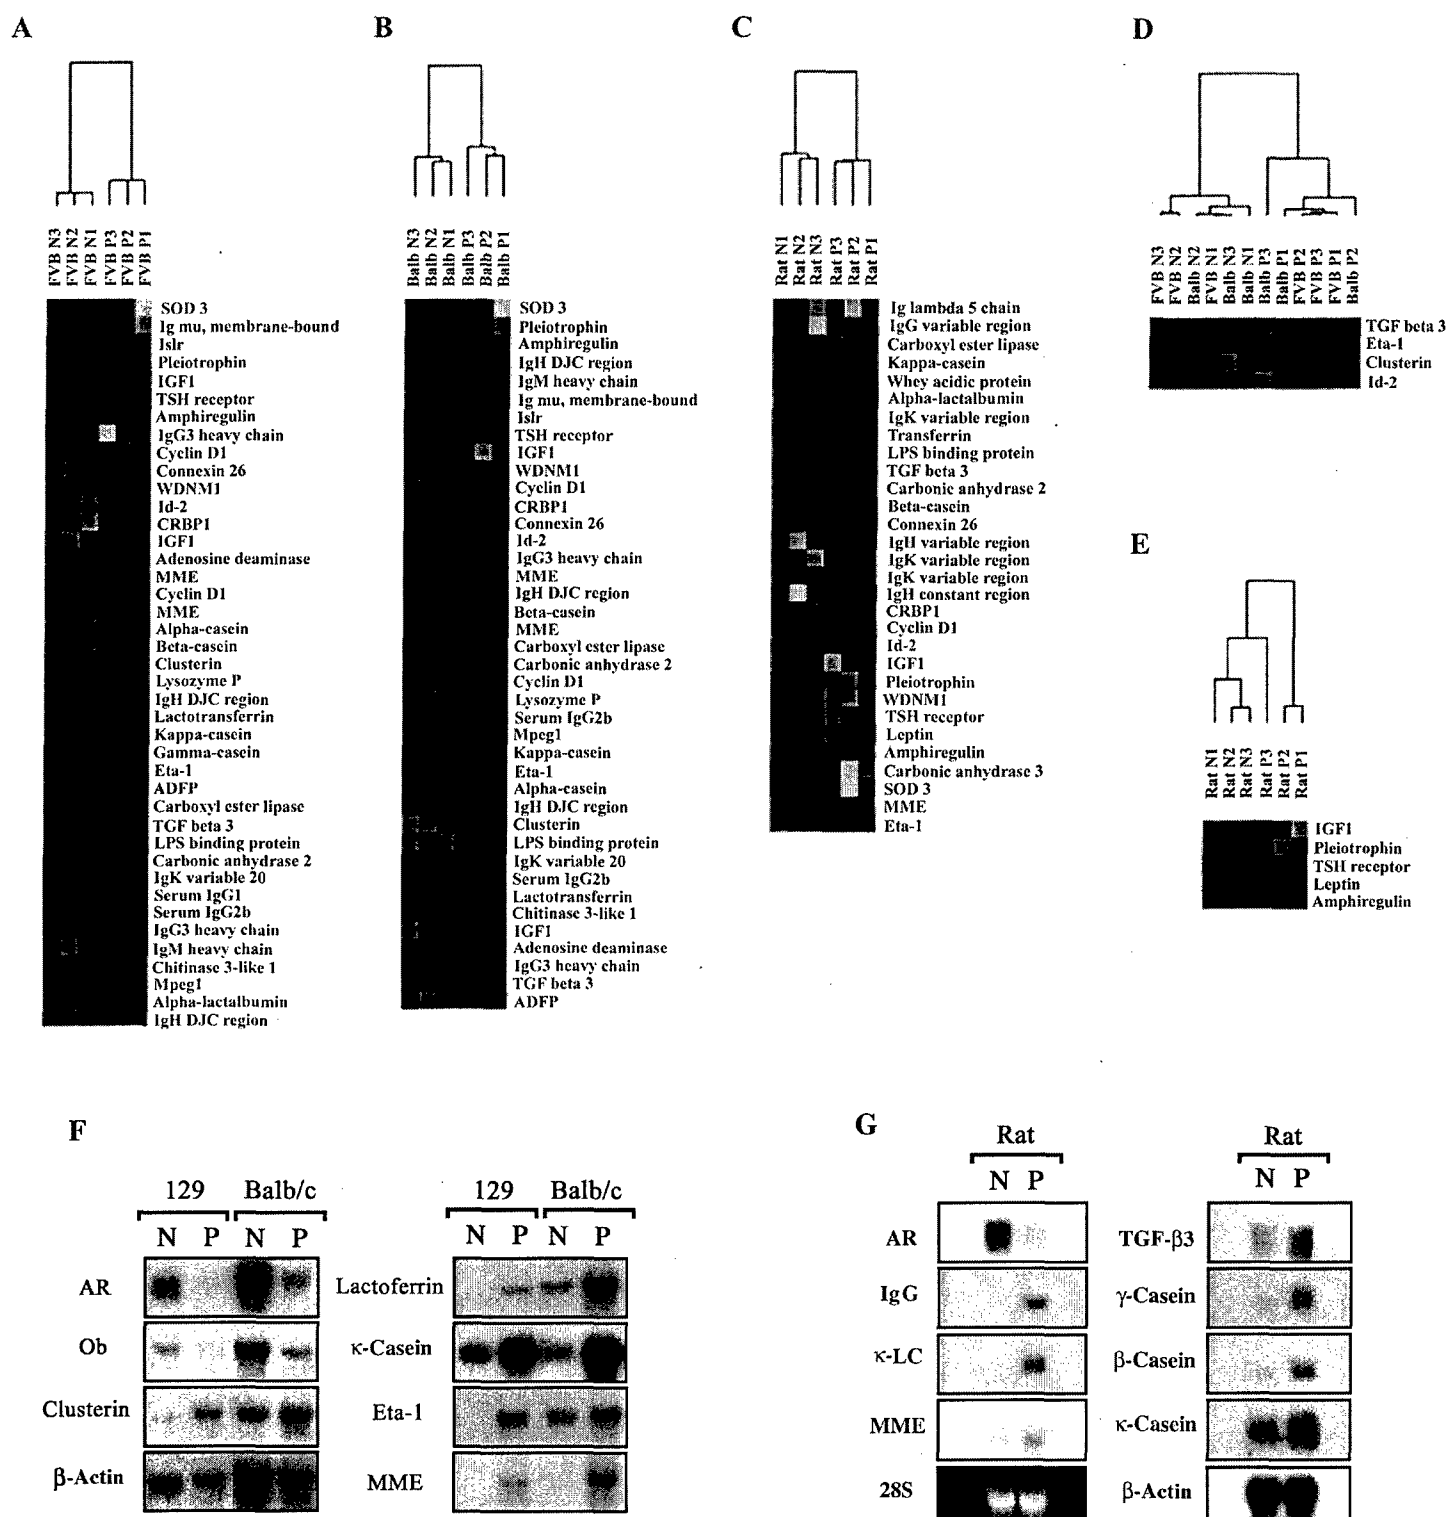 A
B
C
D
FVB N3
FVB N2
FVB N1
FVB P3
FVB P2
FVB P1
SOD 3
Ig mu, membrane-bound
Islr
Pleiotrophin
IGF1
TSH receptor
Amphiregulin
IgG3 heavy chain
Cyclin D1
Connexin 26
WDNM1
Id-2
CRBP1
IGF1
Adenosine deaminase
MME
Cyclin D1
MME
Alpha-casein
Beta-casein
Clusterin
Lysozyme P
IgH DJC region
Lactotransferrin
Kappa-casein
Gamma-casein
Eta-1
ADFP
Carboxyl ester lipase
TGF beta 3
LPS binding protein
Carbonic anhydrase 2
IgK variable 20
Serum IgG1
Serum IgG2b
IgG3 heavy chain
IgM heavy chain
Chitinase 3-like 1
Mpeg1
Alpha-lactalbumin
IgH DJC region
Balb N3
Balb N2
Balb N1
Balb P3
Balb P2
Balb P1
SOD 3
Pleiotrophin
Amphiregulin
IgH DJC region
IgM heavy chain
Ig mu, membrane-bound
Islr
TSH receptor
IGF1
WDNM1
Cyclin D1
CRBP1
Connexin 26
Id-2
IgG3 heavy chain
MME
IgH DJC region
Beta-casein
MME
Carboxyl ester lipase
Carbonic anhydrase 2
Cyclin D1
Lysozyme P
Serum IgG2b
Mpeg1
Kappa-casein
Eta-1
Alpha-casein
IgH DJC region
Clusterin
LPS binding protein
IgK variable 20
Serum IgG2b
Lactotransferrin
Chitinase 3-like 1
IGF1
Adenosine deaminase
IgG3 heavy chain
TGF beta 3
ADFP
Rat N1
Rat N2
Rat N3
Rat P3
Rat P2
Rat P1
Ig lambda 5 chain
IgG variable region
Carboxyl ester lipase
Kappa-casein
Whey acidic protein
Alpha-lactalbumin
IgK variable region
Transferrin
LPS binding protein
TGF beta 3
Carbonic anhydrase 2
Beta-casein
Connexin 26
IgH variable region
IgK variable region
IgK variable region
IgH constant region
CRBP1
Cyclin D1
Id-2
IGF1
Pleiotrophin
WDNM1
TSH receptor
Leptin
Amphiregulin
Carbonic anhydrase 3
SOD 3
MME
Eta-1
FVB N3
FVB N2
Balb N2
FVB N1
Balb N3
Balb N1
Balb P3
Balb P1
FVB P2
FVB P3
FVB P1
Balb P2
TGF beta 3
Eta-1
Clusterin
Id-2
E
Rat N1
Rat N2
Rat N3
Rat P3
Rat P2
Rat P1
IGF1
Pleiotrophin
TSH receptor
Leptin
Amphiregulin
F
129 Balb/c
N P N P
AR
Ob
Clusterin
β-Actin
129 Balb/c
N P N P
Lactoferrin
κ-Casein
Eta-1
MME
G
Rat
N P
AR
IgG
κ-LC
MME
28S
Rat
N P
TGF-β3
γ-Casein
β-Casein
κ-Casein
β-Actin